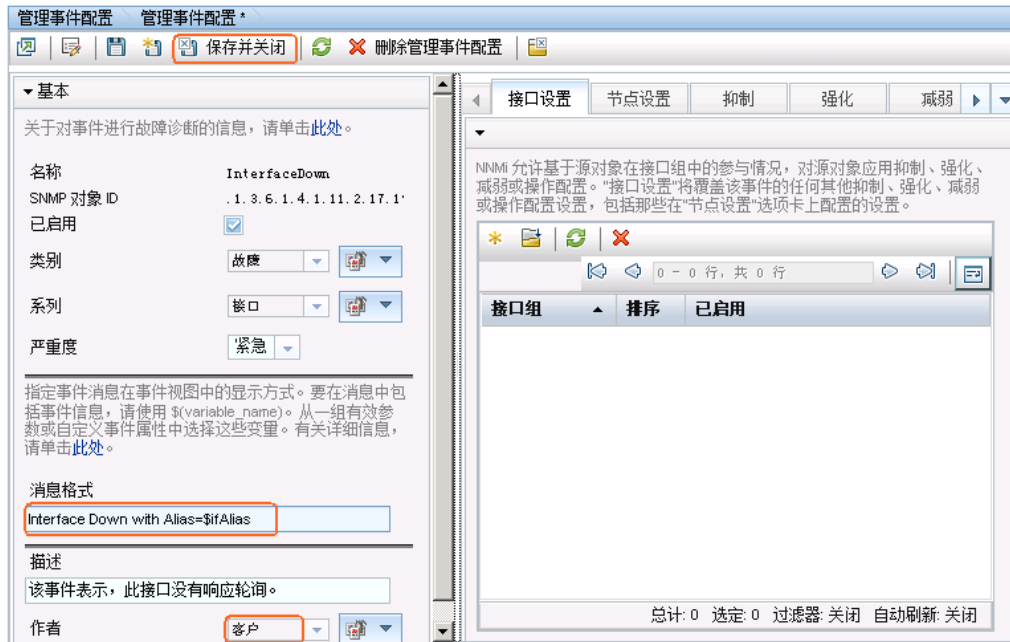 管理事件配置 管理事件配置 *
保存并关闭 删除管理事件配置
基本
关于对事件进行故障诊断的信息，请单击此处。
名称 InterfaceDown
SNMP 对象 ID .1.3.6.1.4.1.11.2.17.1
已启用
类别 故障
系列 接口
严重度 紧急
指定事件消息在事件视图中的显示方式。要在消息中包
括事件信息，请使用 $(variable_name)。从一组有效参
数或自定义事件属性中选择这些变量。有关详细信息，
请单击此处。
消息格式
Interface Down with Alias=$ifAlias
描述
该事件表示，此接口没有响应轮询。
作者 客户
接口设置 节点设置 抑制 强化 减弱
NNMi 允许基于源对象在接口组中的参与情况，对源对象应用抑制、强化、
减弱或操作配置。"接口设置"将覆盖该事件的任何其他抑制、强化、减弱
或操作配置设置，包括那些在"节点设置"选项卡上配置的设置。
0 - 0 行，共 0 行
接口组 排序 已启用
总计: 0 选定: 0 过滤器: 关闭 自动刷新: 关闭